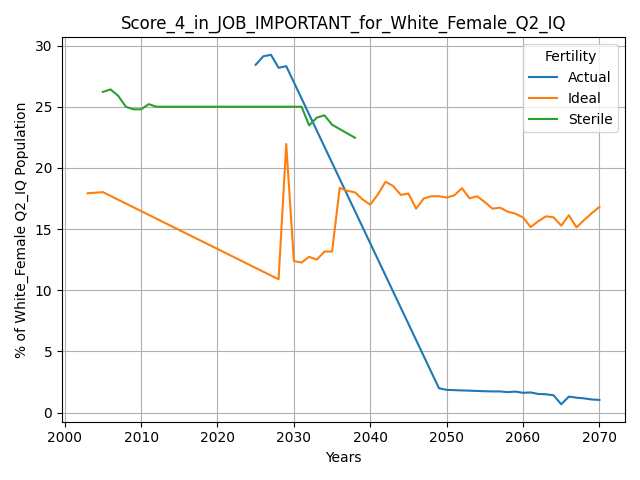 Score_4_in_JOB_IMPORTANT_for_White_Female_Q2_IQ
Fertility
Actual
Ideal
Sterile
% of White_Female Q2_IQ Population
30
25
20
15
10
5
0
2000 2010 2020 2030 2040 2050 2060 2070
Years